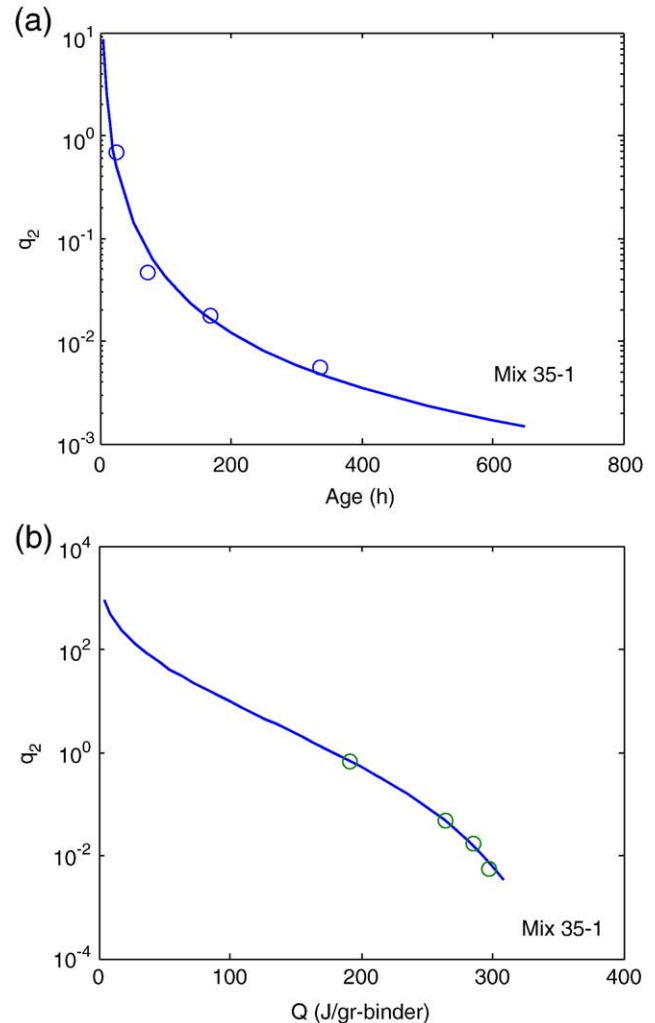 (a)
10^1
10^0
10^-1
10^-2
10^-3
q_2
Mix 35-1
0 200 400 600 800
Age (h)
(b)
10^4
10^2
10^0
10^-2
10^-4
q_2
Mix 35-1
0 100 200 300 400
Q (J/gr-binder)